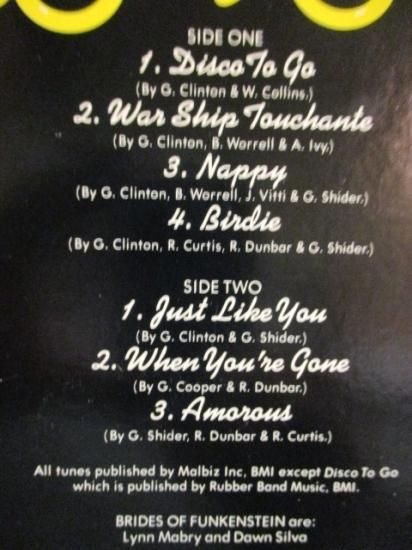 SIDE ONE
1. Disco To Go
(By G. Clinton & W. Collins.)
2. War Ship Touchante
(By G. Clinton, B. Worrell & A. Ivy.)
3. Nappy
(By G. Clinton, B. Worrell, J. Vitti & G. Shider.)
4. Birdie
(By G. Clinton, R. Curtis, R. Dunbar & G. Shider.)
SIDE TWO
1. Just Like You
(By G. Clinton & G. Shider.)
2. When You're Gone
(By G. Cooper & R. Dunbar.)
3. Amorous
(By G. Shider, R. Dunbar & R. Curtis.)
All tunes published by Malbiz Inc, BMI except Disco To Go
which is published by Rubber Band Music, BMI.
BRIDES OF FUNKENSTEIN are:
Lynn Mabry and Dawn Silva